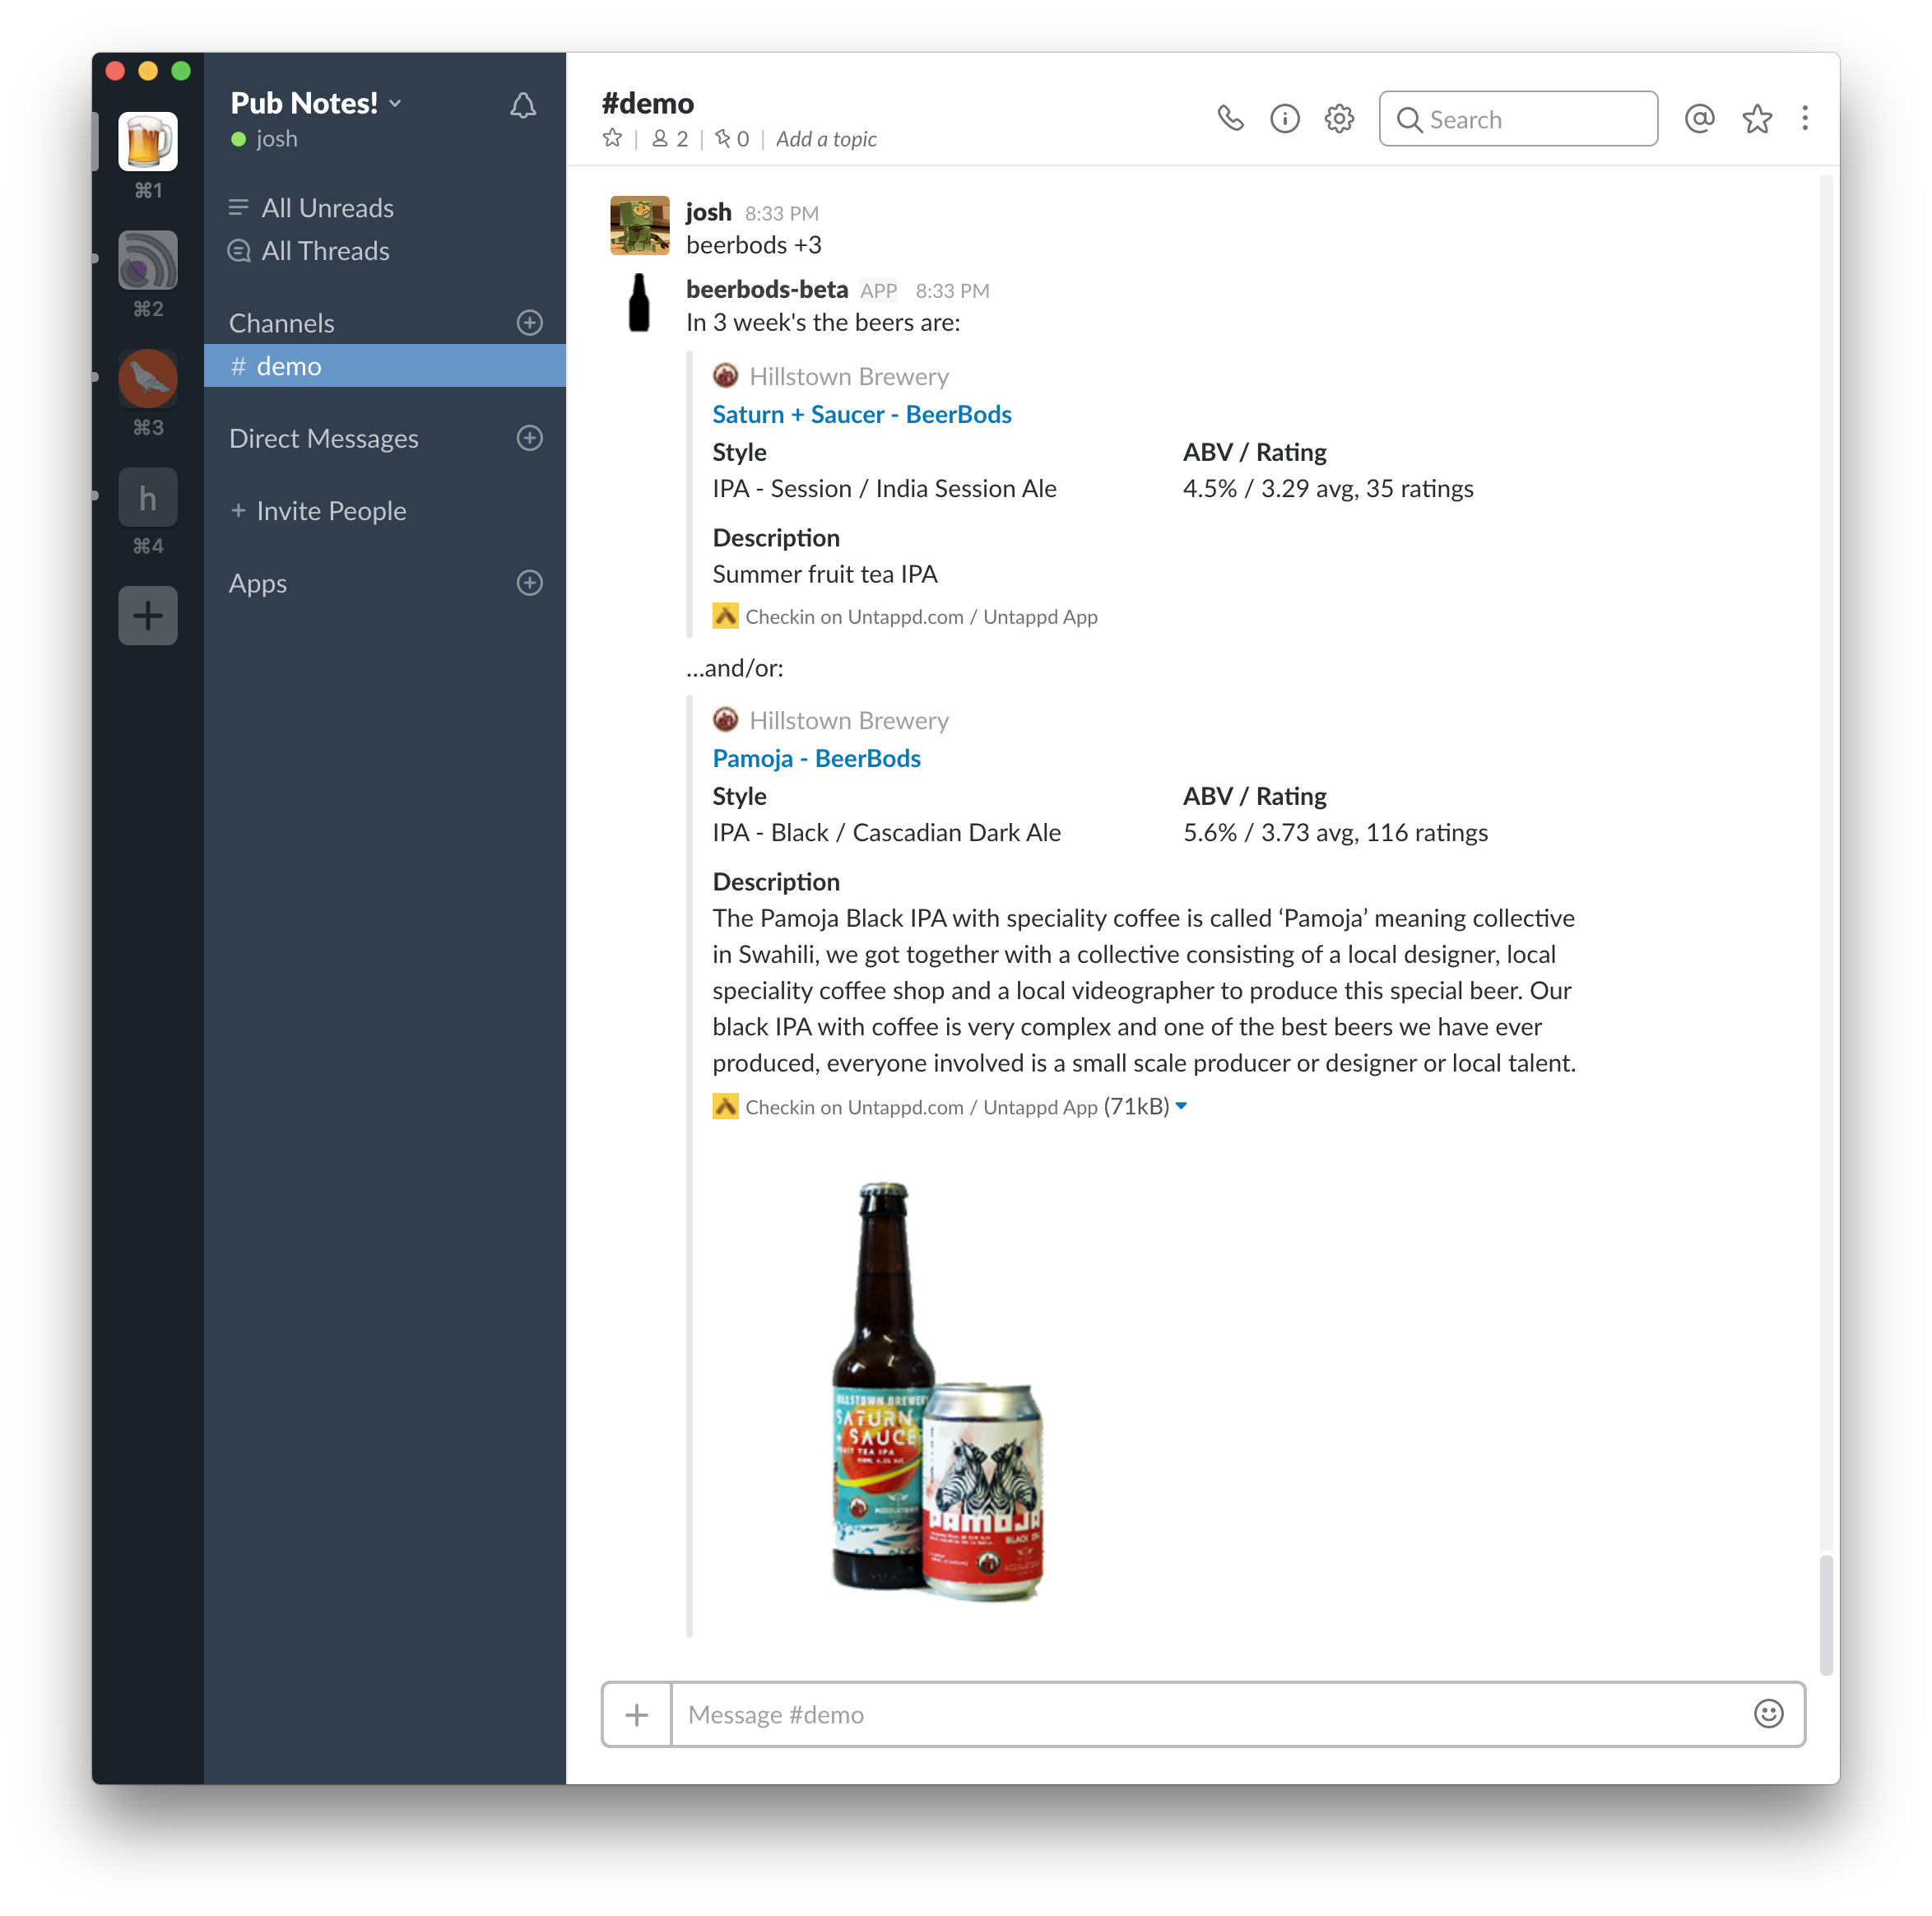 Pub Notes!
josh
⌘1
⌘2
⌘3
h
⌘4
All Unreads
All Threads
Channels
# demo
Direct Messages
+ Invite People
Apps
#demo
2 | 0 | Add a topic
Search
josh 8:33 PM
beerbods +3
beerbods-beta APP 8:33 PM
In 3 week's the beers are:
Hillstown Brewery
Saturn + Saucer - BeerBods
Style ABV / Rating
IPA - Session / India Session Ale 4.5% / 3.29 avg, 35 ratings
Description
Summer fruit tea IPA
Checkin on Untappd.com / Untappd App
…and/or:
Hillstown Brewery
Pamoja - BeerBods
Style ABV / Rating
IPA - Black / Cascadian Dark Ale 5.6% / 3.73 avg, 116 ratings
Description
The Pamoja Black IPA with speciality coffee is called ‘Pamoja’ meaning collective
in Swahili, we got together with a collective consisting of a local designer, local
speciality coffee shop and a local videographer to produce this special beer. Our
black IPA with coffee is very complex and one of the best beers we have ever
produced, everyone involved is a small scale producer or designer or local talent.
Checkin on Untappd.com / Untappd App (71kB)
HILLSTOWN BREWER
SATURN
+ SAUCE
FRUIT TEA IPA
PAMOJA
BLACK IPA
Message #demo